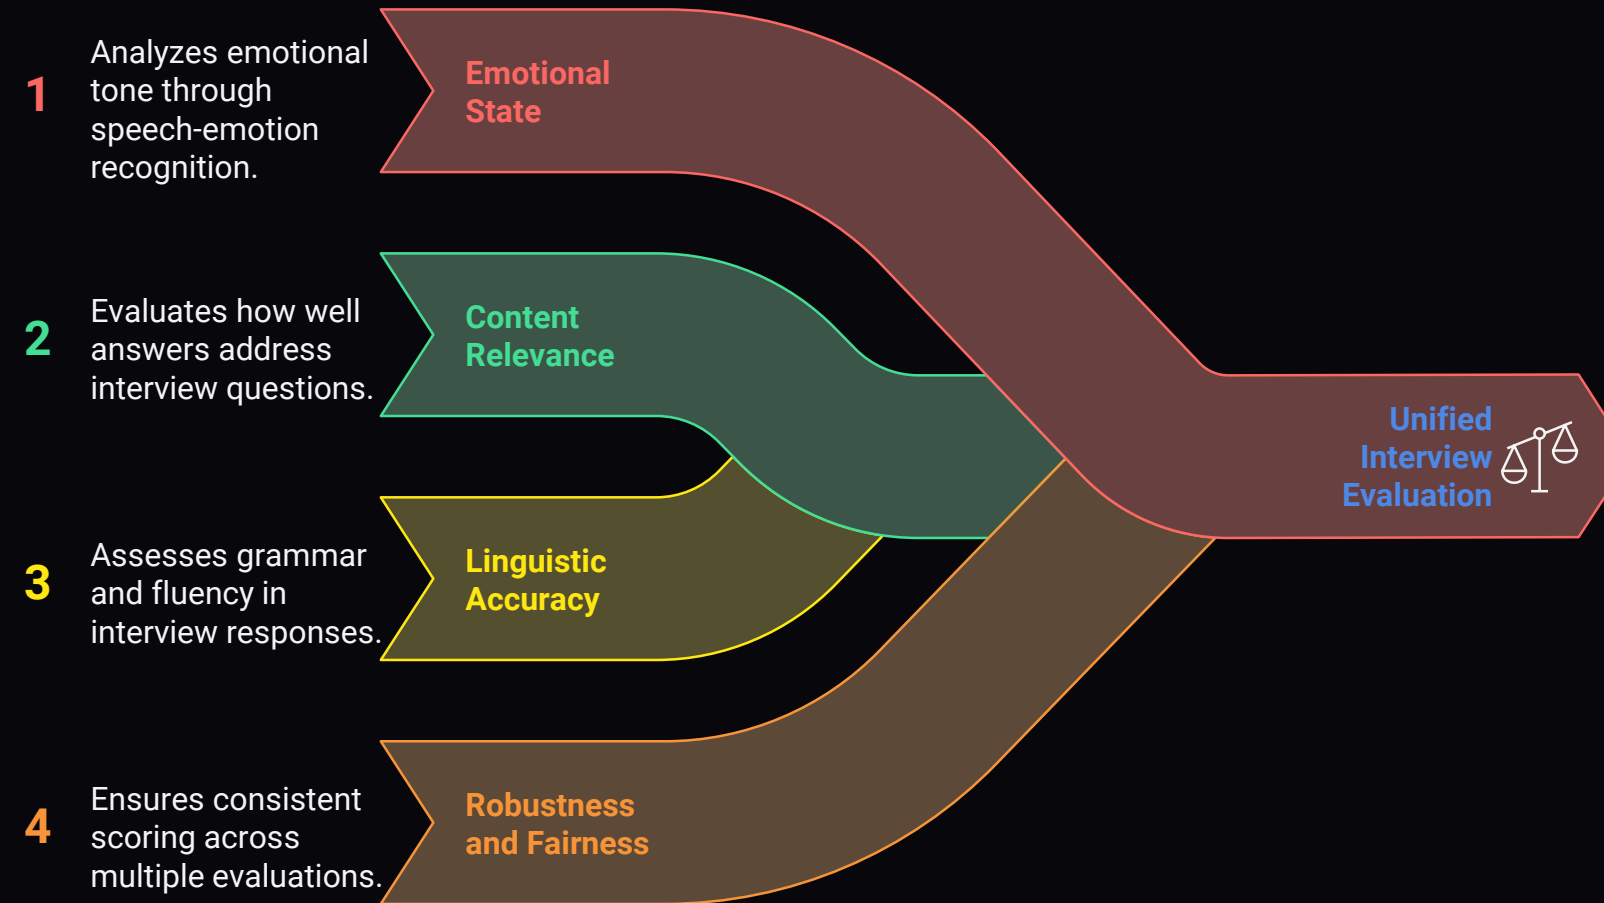 1
Analyzes emotional
tone through
speech-emotion
recognition.
Emotional
State
2
Evaluates how well
answers address
interview questions.
Content
Relevance
3
Assesses grammar
and fluency in
interview responses.
Linguistic
Accuracy
4
Ensures consistent
scoring across
multiple evaluations.
Robustness
and Fairness
Unified
Interview
Evaluation